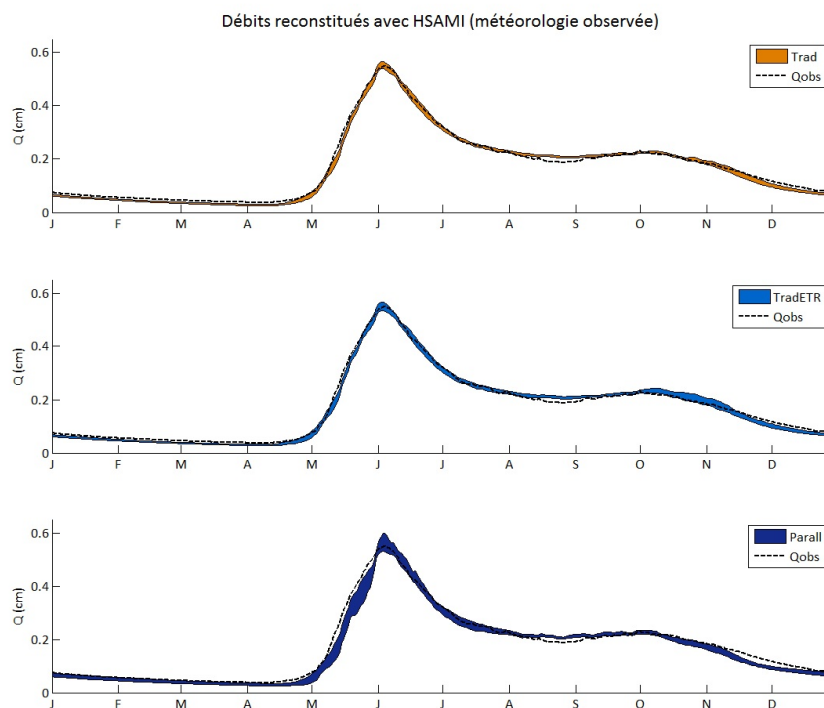 Débits reconstitués avec HSAMI (météorologie observée)
0.6
Trad
Qobs
0.4
Q (cm)
0.2
0
J F M A M J J A S O N D
0.6
TradETR
Qobs
0.4
Q (cm)
0.2
0
J F M A M J J A S O N D
0.6
Parall
Qobs
0.4
Q (cm)
0.2
0
J F M A M J J A S O N D